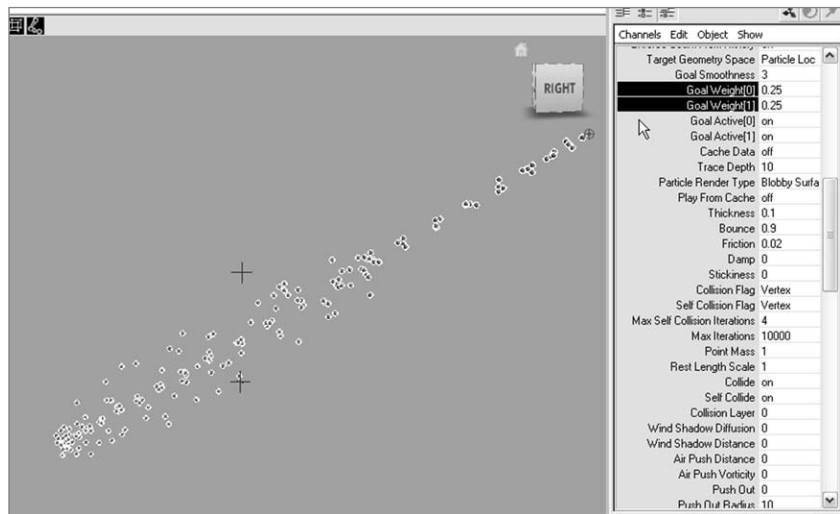 Channels Edit Object Show
Target Geometry Space Particle Loc
Goal Smoothness 3
Goal Weight[0] 0.25
Goal Weight[1] 0.25
Goal Active[0] on
Goal Active[1] on
Cache Data off
Trace Depth 10
Particle Render Type Blobby Surfa
Play From Cache off
Thickness 0.1
Bounce 0.9
Friction 0.02
Damp 0
Stickiness 0
Collision Flag Vertex
Self Collision Flag Vertex
Max Self Collision Iterations 4
Max Iterations 10000
Point Mass 1
Rest Length Scale 1
Collide on
Self Collide on
Collision Layer 0
Wind Shadow Diffusion 0
Wind Shadow Distance 0
Air Push Distance 0
Air Push Vorticity 0
Push Out 0
Push Out Radius 10
RIGHT